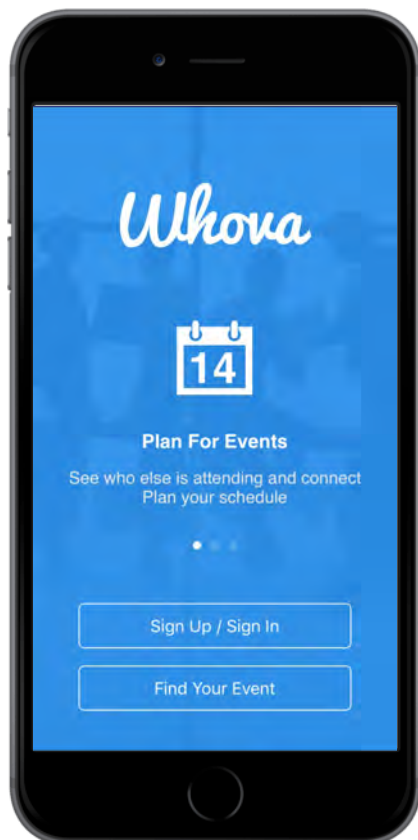 Whova
14
Plan For Events
See who else is attending and connect
Plan your schedule
Sign Up / Sign In
Find Your Event